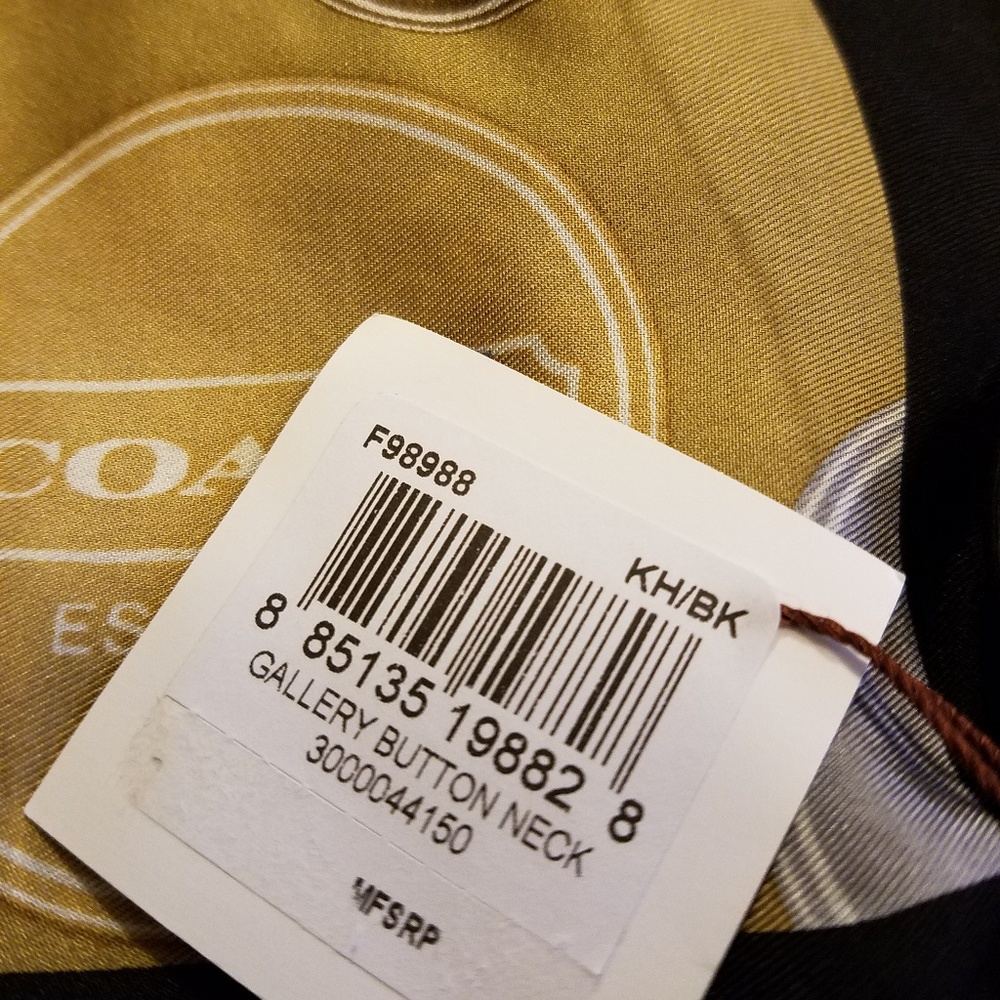 COA
ES
F98988
KH/BK
8 85135 19882 8
GALLERY BUTTON NECK
3000044150
MFSRP